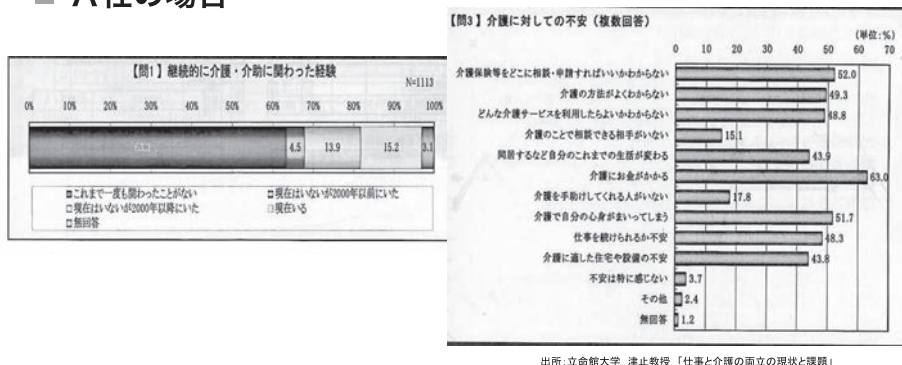 ■ A社の場合
【問1】継続的に介護・介助に関わった経験
N=1113
0% 10% 20% 30% 40% 50% 60% 70% 80% 90% 100%
4.5 13.9 15.2 3.1
これまで一度も関わったことがない 現在はいないが2000年以前にいた
現在はいないが2000年以降にいた 現在いる
無回答
【問3】介護に対しての不安（複数回答）
(単位:%)
0 10 20 30 40 50 60 70
介護保険等をどこに相談・申請すればいいかわからない 52.0
介護の方法がよくわからない 49.3
どんな介護サービスを利用したらよいかわからない 48.8
介護のことで相談できる相手がいない 15.1
同居するなど自分のこれまでの生活が変わる 43.9
介護にお金がかかる 63.0
介護を手助けしてくれる人がいない 17.8
介護で自分の心身がまいってしまう 51.7
仕事を続けられるか不安 48.3
介護に適した住宅や設備の不安 43.8
不安は特に感じない 3.7
その他 2.4
無回答 1.2
出所:立命館大学 津止教授 「仕事と介護の両立の現状と課題」